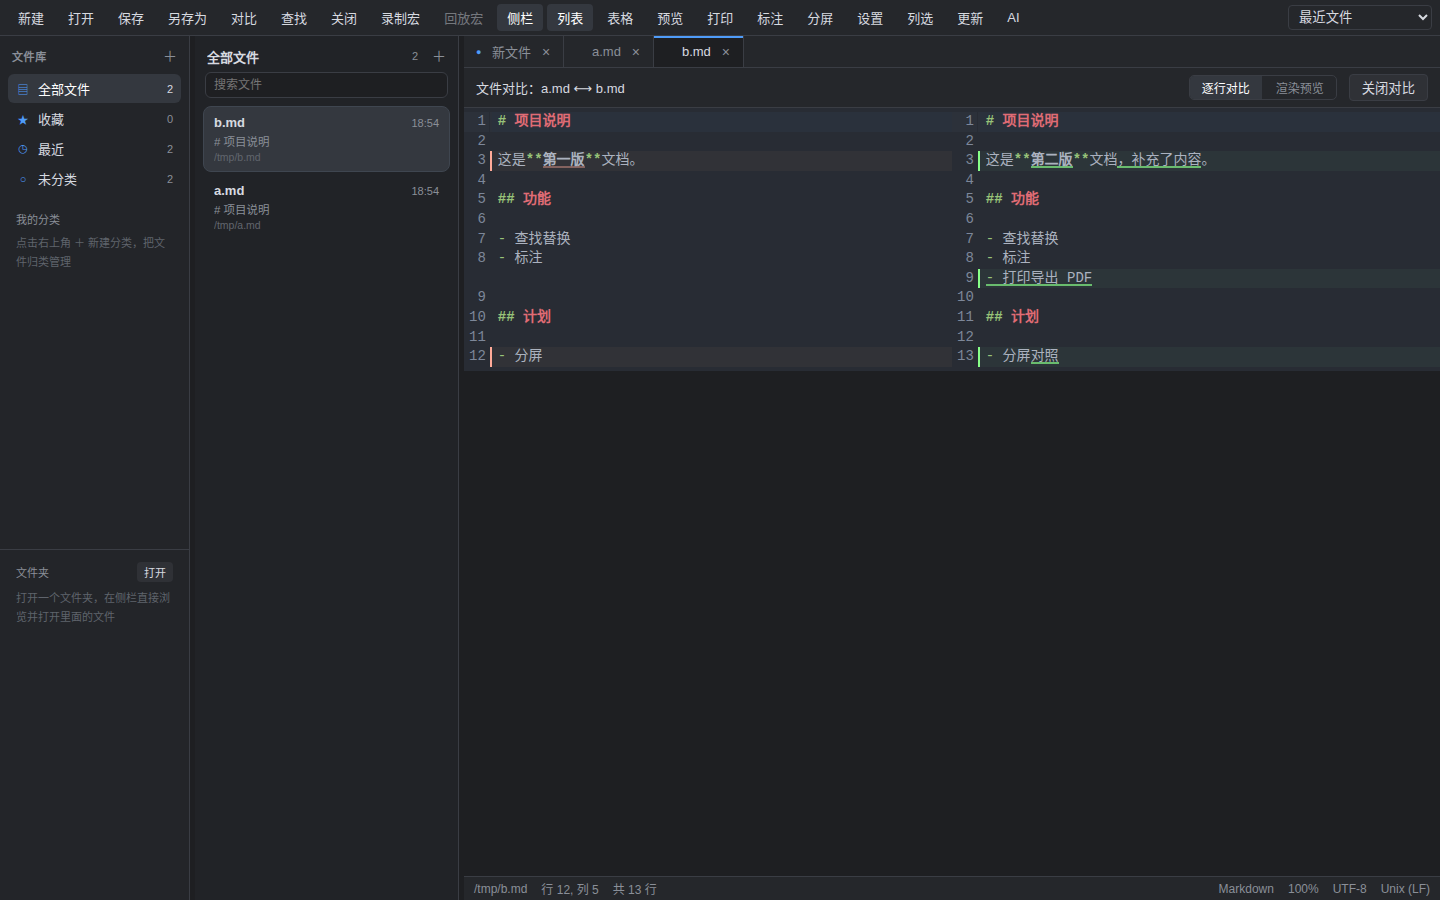 新建 打开 保存 另存为 对比 查找 关闭 录制宏 回放宏 侧栏 列表 表格 预览 打印 标注 分屏 设置 列选 更新 AI 最近文件
文件库 ＋
全部文件 2
收藏 0
最近 2
未分类 2
我的分类
点击右上角 ＋ 新建分类，把文
件归类管理
文件夹 打开
打开一个文件夹，在侧栏直接浏
览并打开里面的文件
全部文件 2 ＋
搜索文件
b.md 18:54
# 项目说明
/tmp/b.md
a.md 18:54
# 项目说明
/tmp/a.md
● 新文件 × a.md × b.md ×
文件对比：a.md ⟷ b.md 逐行对比 渲染预览 关闭对比
1 # 项目说明
2
3 这是**第一版**文档。
4
5 ## 功能
6
7 - 查找替换
8 - 标注
9
10 ## 计划
11
12 - 分屏
1 # 项目说明
2
3 这是**第二版**文档，补充了内容。
4
5 ## 功能
6
7 - 查找替换
8 - 标注
9 - 打印导出 PDF
10
11 ## 计划
12
13 - 分屏对照
/tmp/b.md 行 12, 列 5 共 13 行 Markdown 100% UTF-8 Unix (LF)